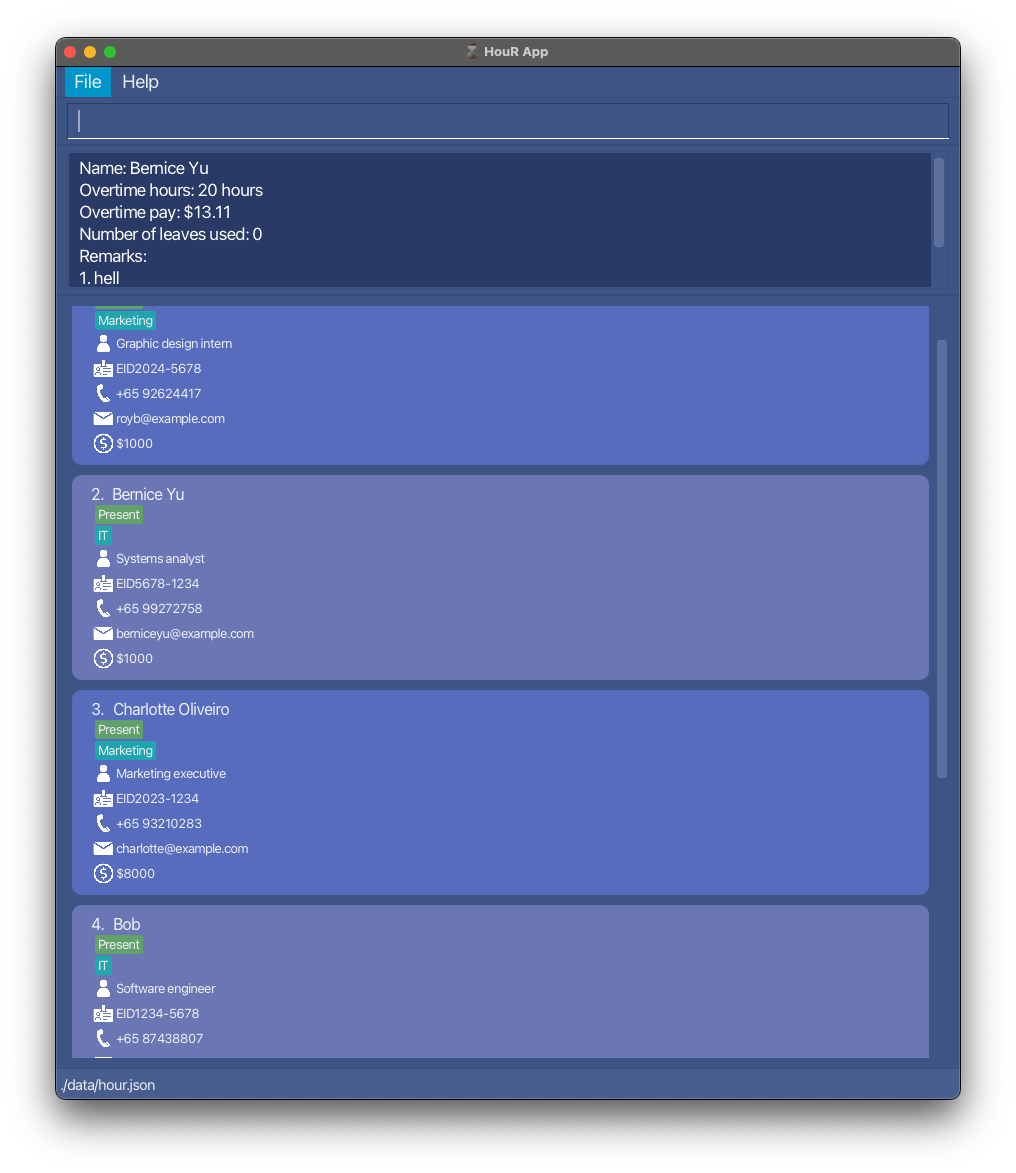 HouR App
File Help
Name: Bernice Yu
Overtime hours: 20 hours
Overtime pay: $13.11
Number of leaves used: 0
Remarks:
1. hell
Marketing
Graphic design intern
EID2024-5678
+65 92624417
royb@example.com
$1000
2. Bernice Yu
Present
IT
Systems analyst
EID5678-1234
+65 99272758
berniceyu@example.com
$1000
3. Charlotte Oliveiro
Present
Marketing
Marketing executive
EID2023-1234
+65 93210283
charlotte@example.com
$8000
4. Bob
Present
IT
Software engineer
EID1234-5678
+65 87438807
./data/hour.json